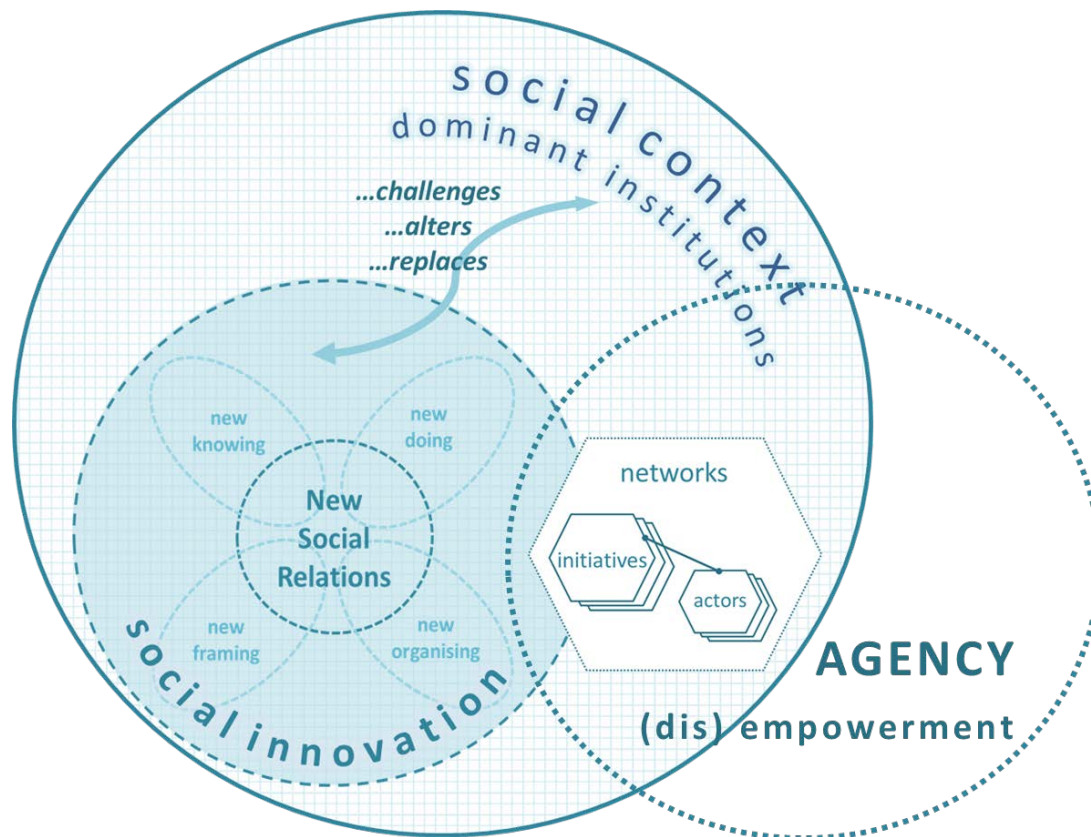 social context
dominant institutions
...challenges
...alters
...replaces
new
knowing
new
doing
New
Social
Relations
new
framing
new
organising
social innovation
networks
initiatives
actors
AGENCY
(dis) empowerment